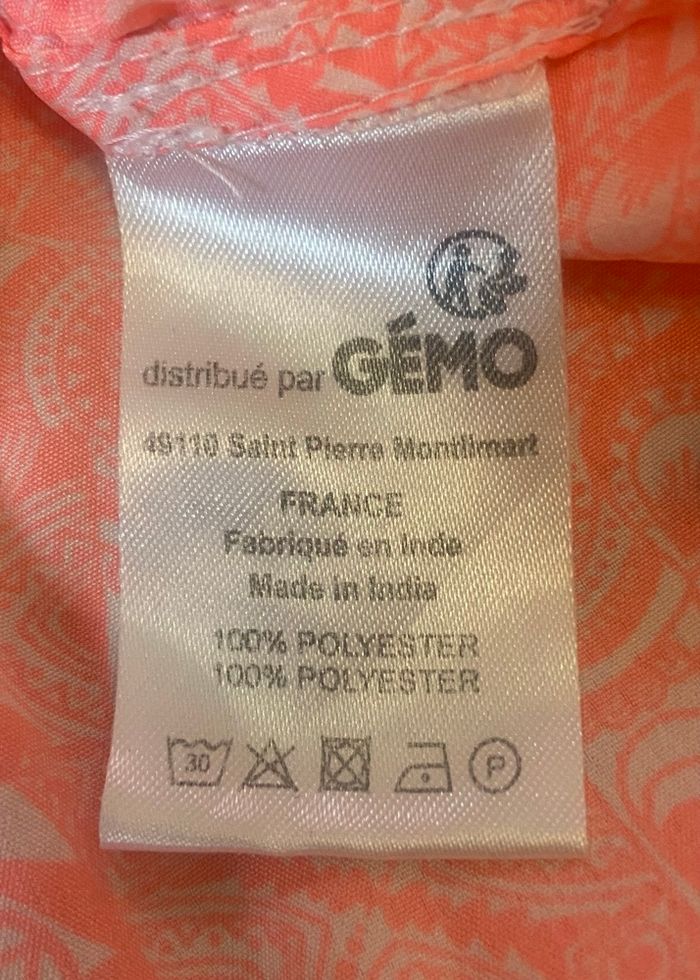 distribué par GÉMO
49110 Saint Pierre Montlimart
FRANCE
Fabriqué en Inde
Made in India
100% POLYESTER
100% POLYESTER
30 P